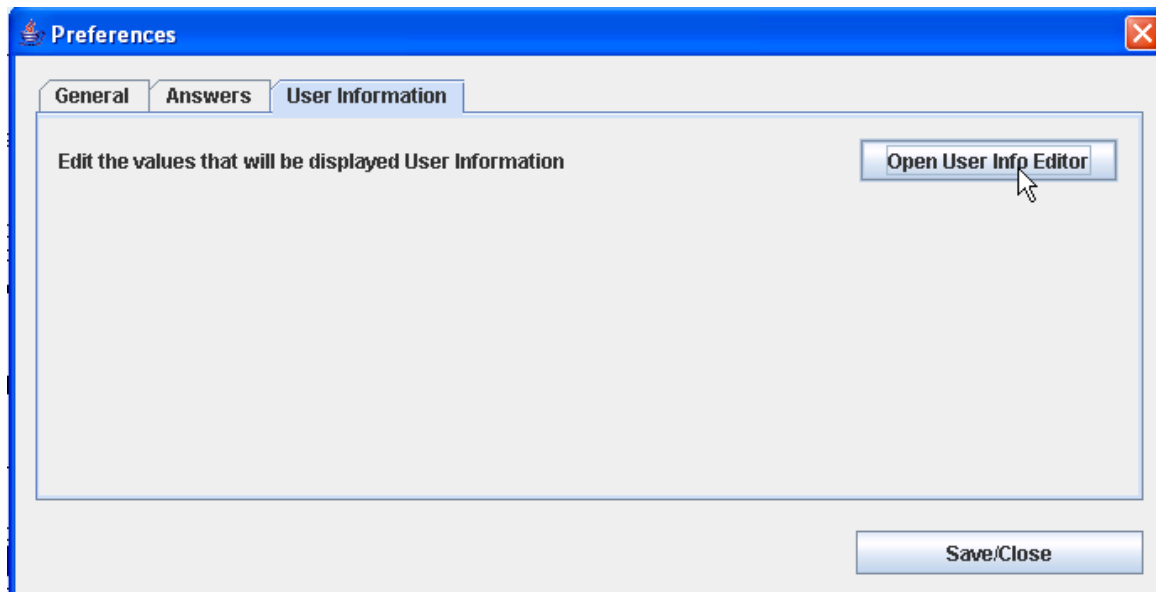 Preferences
General Answers User Information
Edit the values that will be displayed User Information
Open User Info Editor
Save/Close